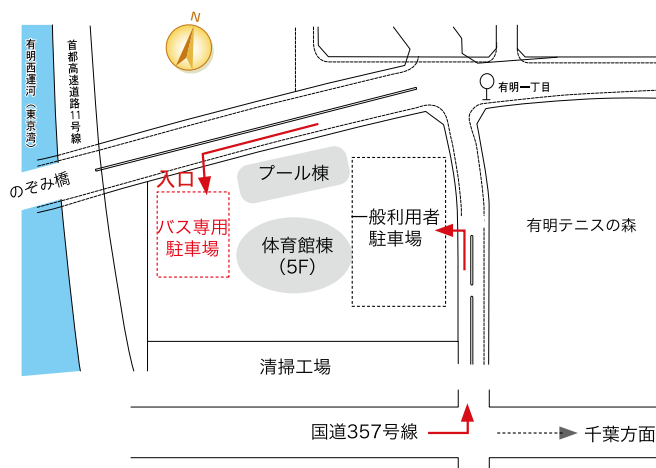 N
有明西運河（東京湾）
首都高速道路11号線
有明一丁目
のぞみ橋
入口
プール棟
バス専用
駐車場
体育館棟
(5F)
一般利用者
駐車場
有明テニスの森
清掃工場
国道357号線
千葉方面